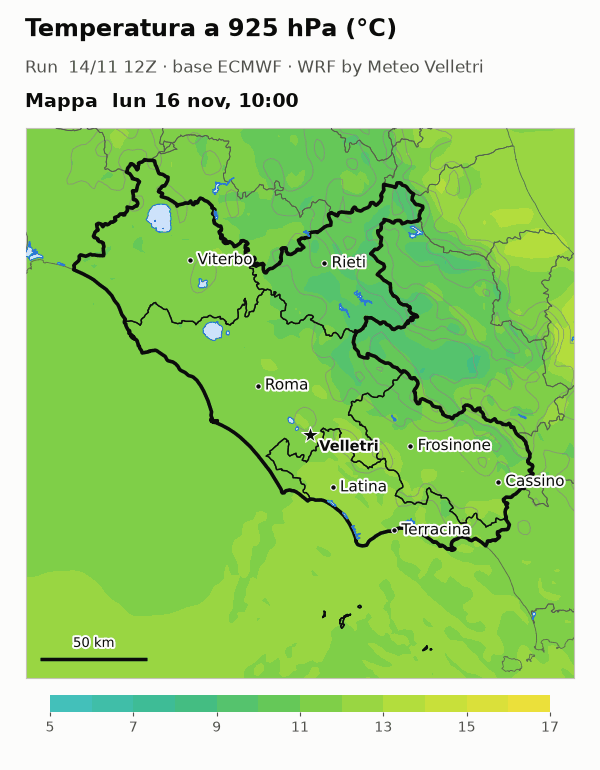 Temperatura a 925 hPa (°C)
Run  14/11 12Z · base ECMWF · WRF by Meteo Velletri
Mappa  lun 16 nov, 10:00
Viterbo
Rieti
Roma
Velletri
Frosinone
Cassino
Latina
Terracina
50 km
5 7 9 11 13 15 17